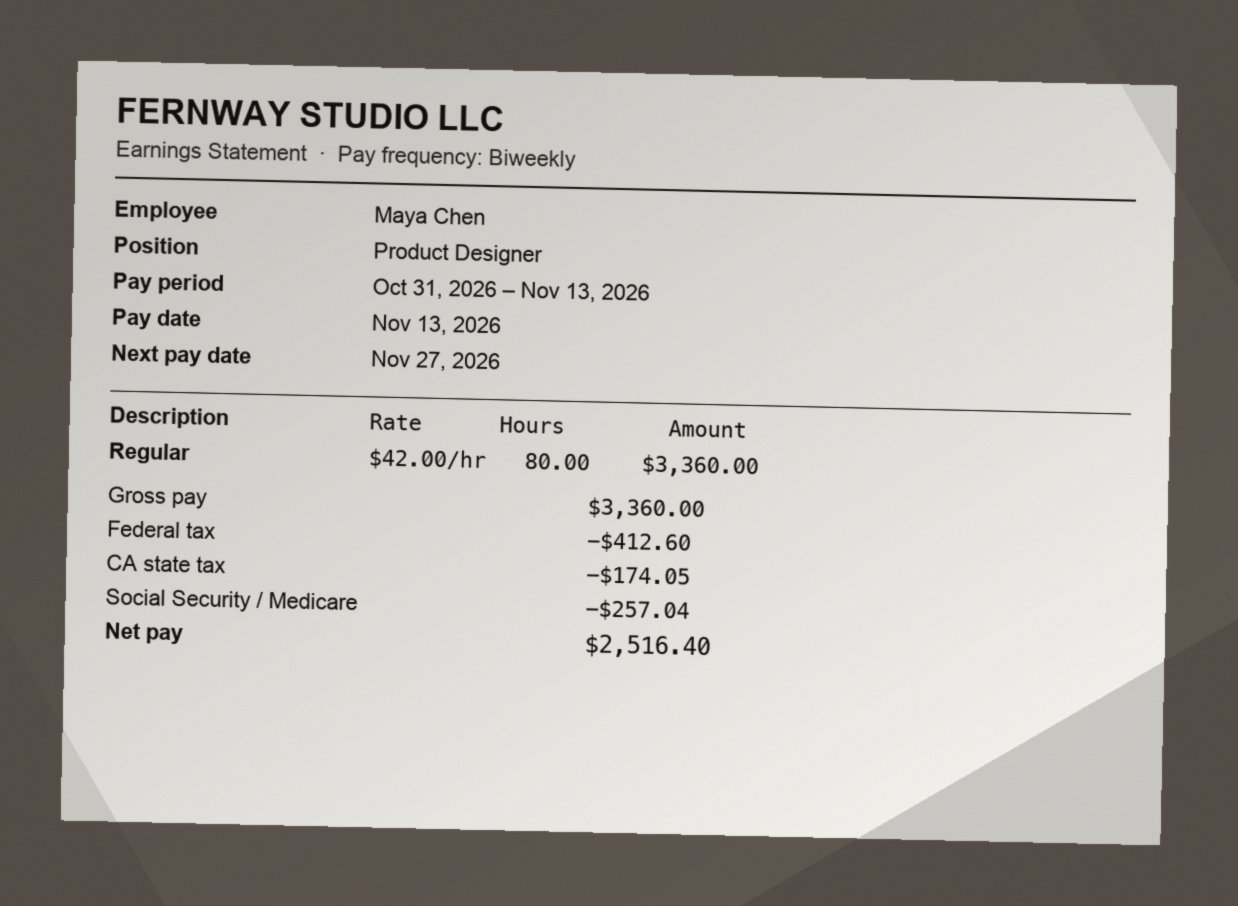 FERNWAY STUDIO LLC
Earnings Statement · Pay frequency: Biweekly
Employee Maya Chen
Position Product Designer
Pay period Oct 31, 2026 – Nov 13, 2026
Pay date Nov 13, 2026
Next pay date Nov 27, 2026
Description Rate Hours Amount
Regular $42.00/hr 80.00 $3,360.00
Gross pay $3,360.00
Federal tax −$412.60
CA state tax −$174.05
Social Security / Medicare −$257.04
Net pay $2,516.40